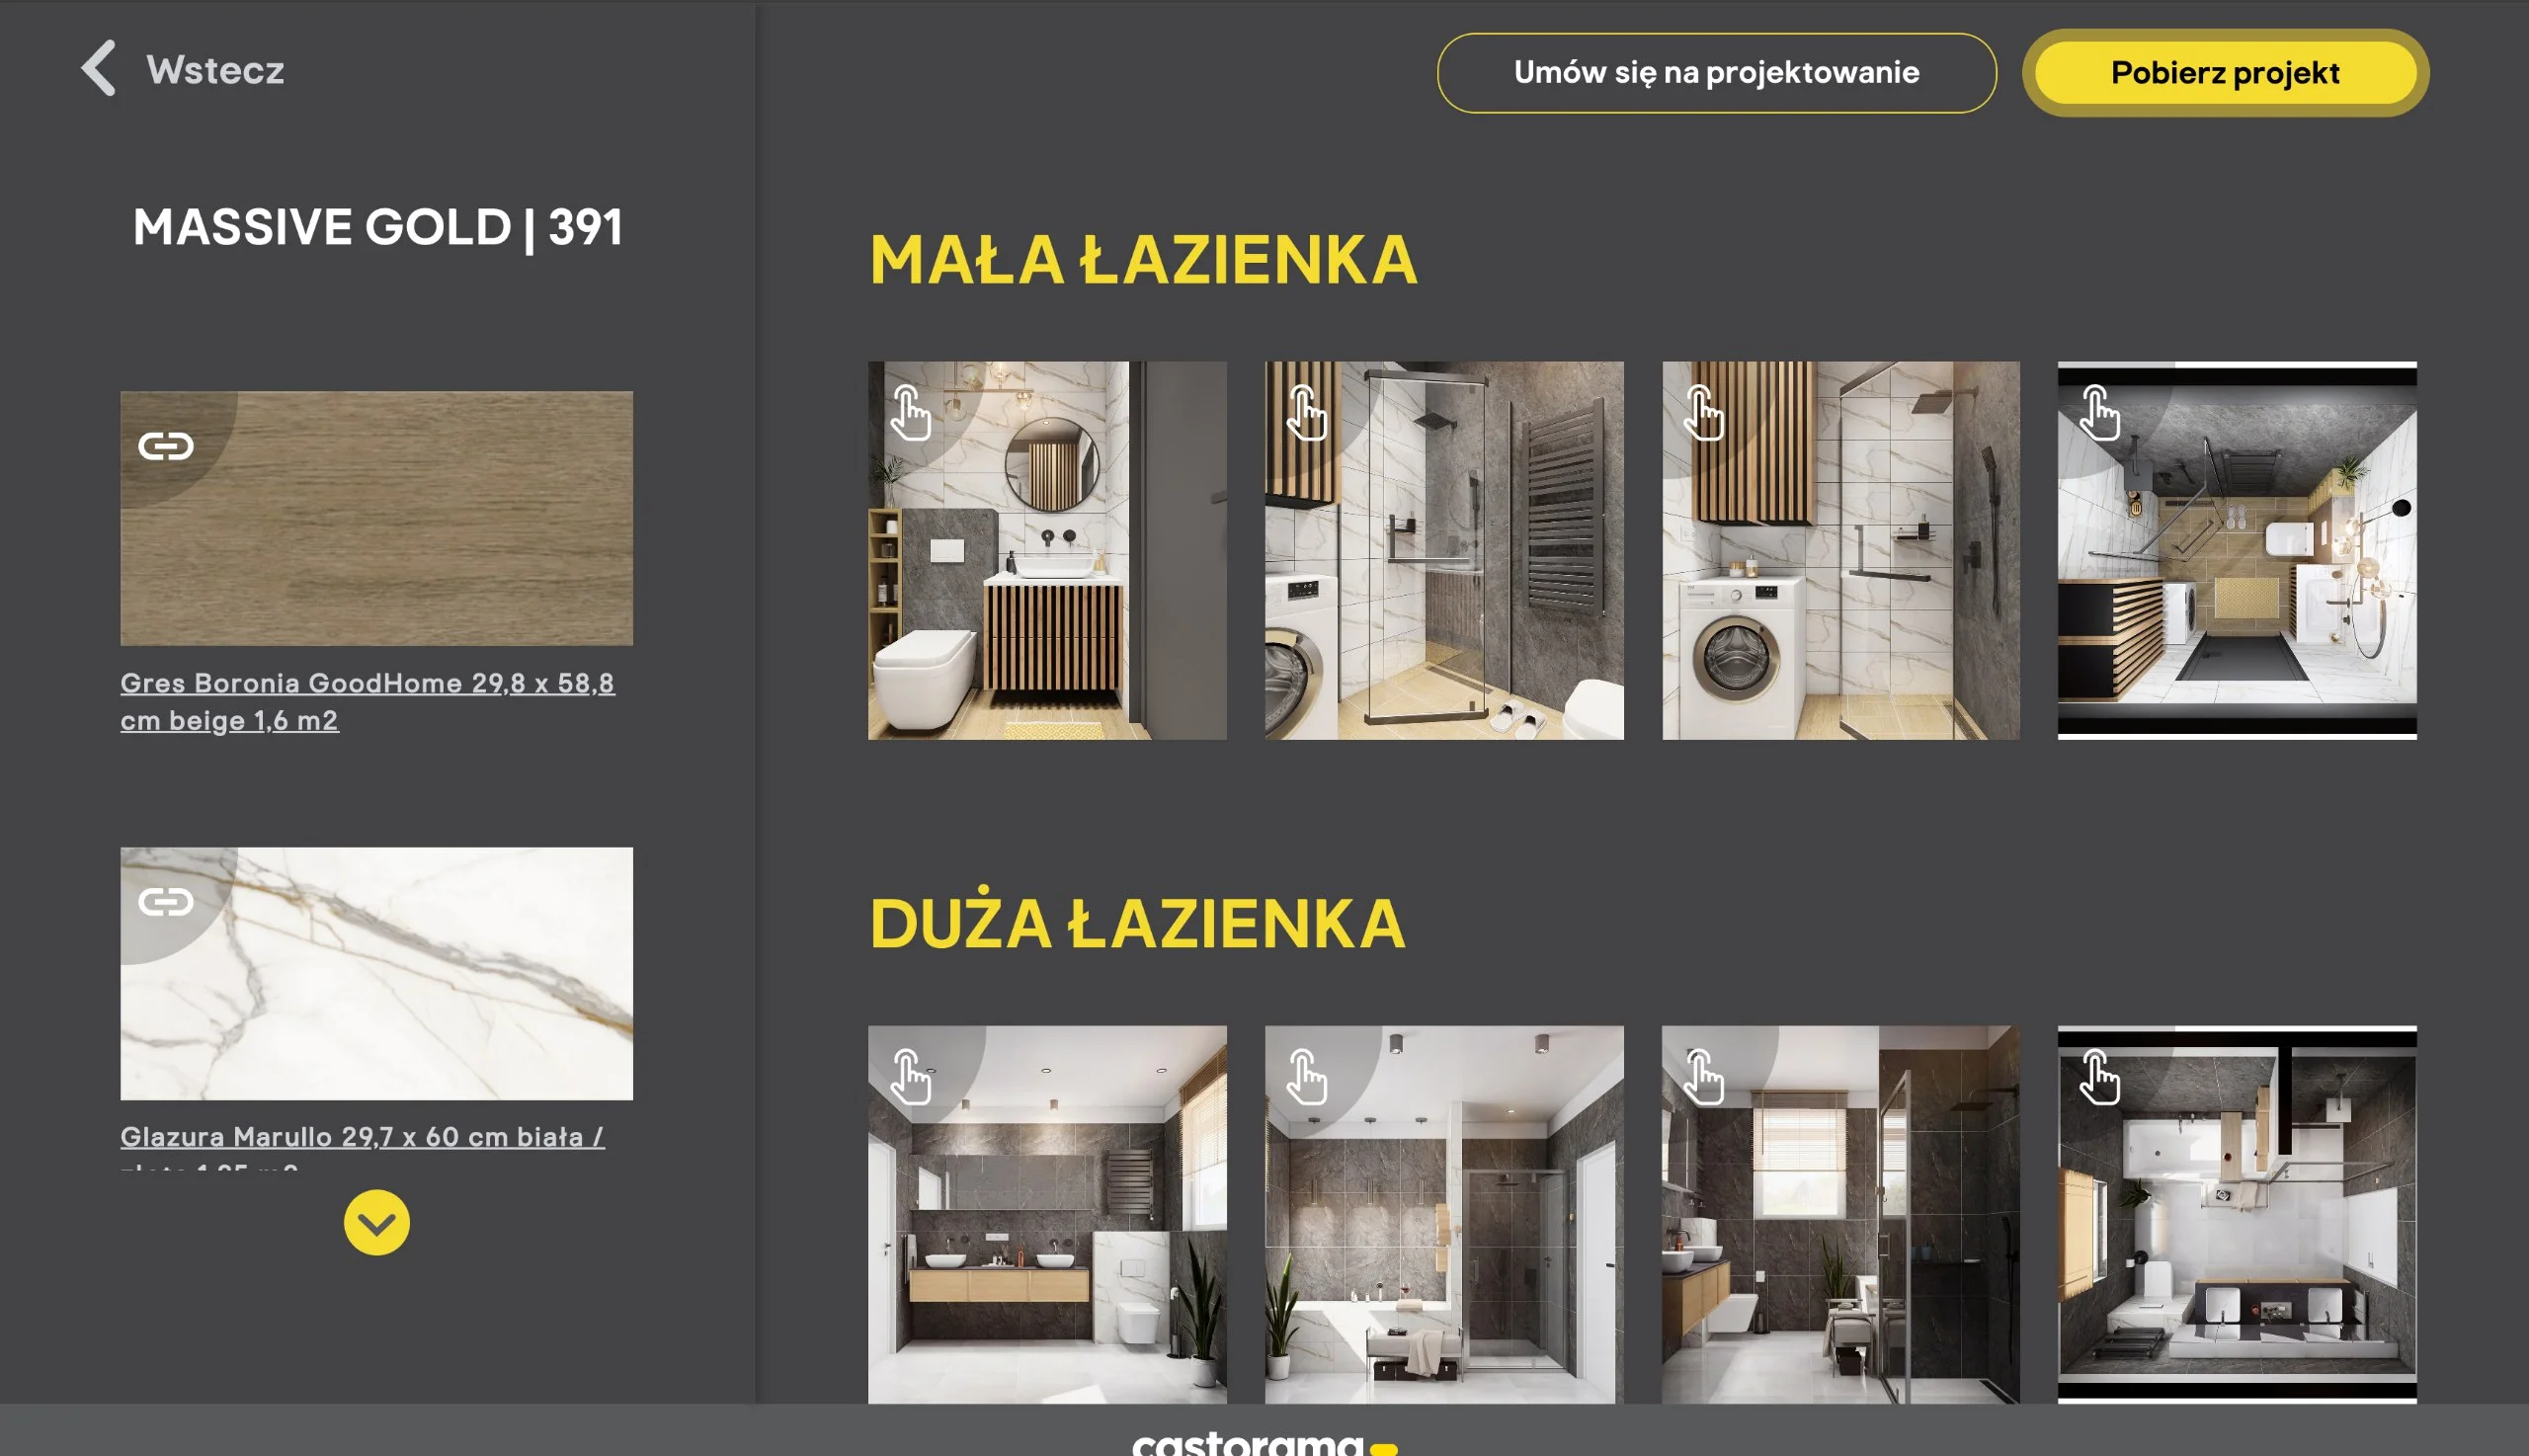 Wstecz
Umów się na projektowanie
Pobierz projekt
MASSIVE GOLD | 391
Gres Boronia GoodHome 29,8 x 58,8
cm beige 1,6 m2
Glazura Marullo 29,7 x 60 cm biała /
MAŁA ŁAZIENKA
DUŻA ŁAZIENKA
castorama